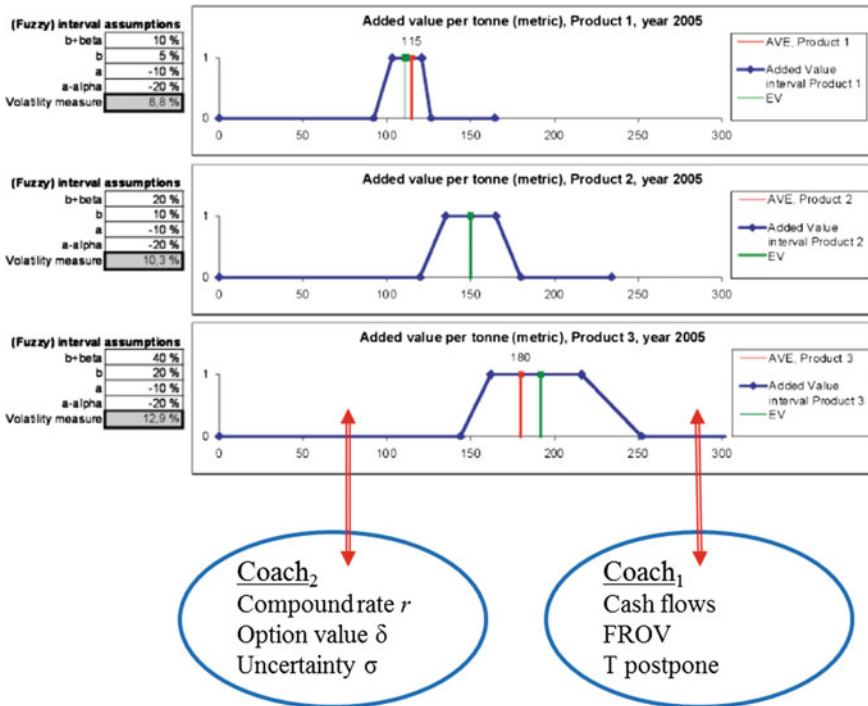 (Fuzzy) interval assumptions
b+beta 10 %
b 5 %
a -10 %
a-alpha -20 %
Volatility measure 8,8 %
Added value per tonne (metric), Product 1, year 2005
115
1
0
0 50 100 150 200 250 300
AVE, Product 1
Added Value
interval Product 1
EV
(Fuzzy) interval assumptions
b+beta 20 %
b 10 %
a -10 %
a-alpha -20 %
Volatility measure 10,3 %
Added value per tonne (metric), Product 2, year 2005
1
0
0 50 100 150 200 250 300
AVE, Product 2
Added Value
interval Product 2
EV
(Fuzzy) interval assumptions
b+beta 40 %
b 20 %
a -10 %
a-alpha -20 %
Volatility measure 12,9 %
Added value per tonne (metric), Product 3, year 2005
180
1
0
0 50 100 150 200 250 300
AVE, Product 3
Added Value
interval Product 3
EV
Coach₂
Compound rate r
Option value δ
Uncertainty σ
Coach₁
Cash flows
FROV
T postpone